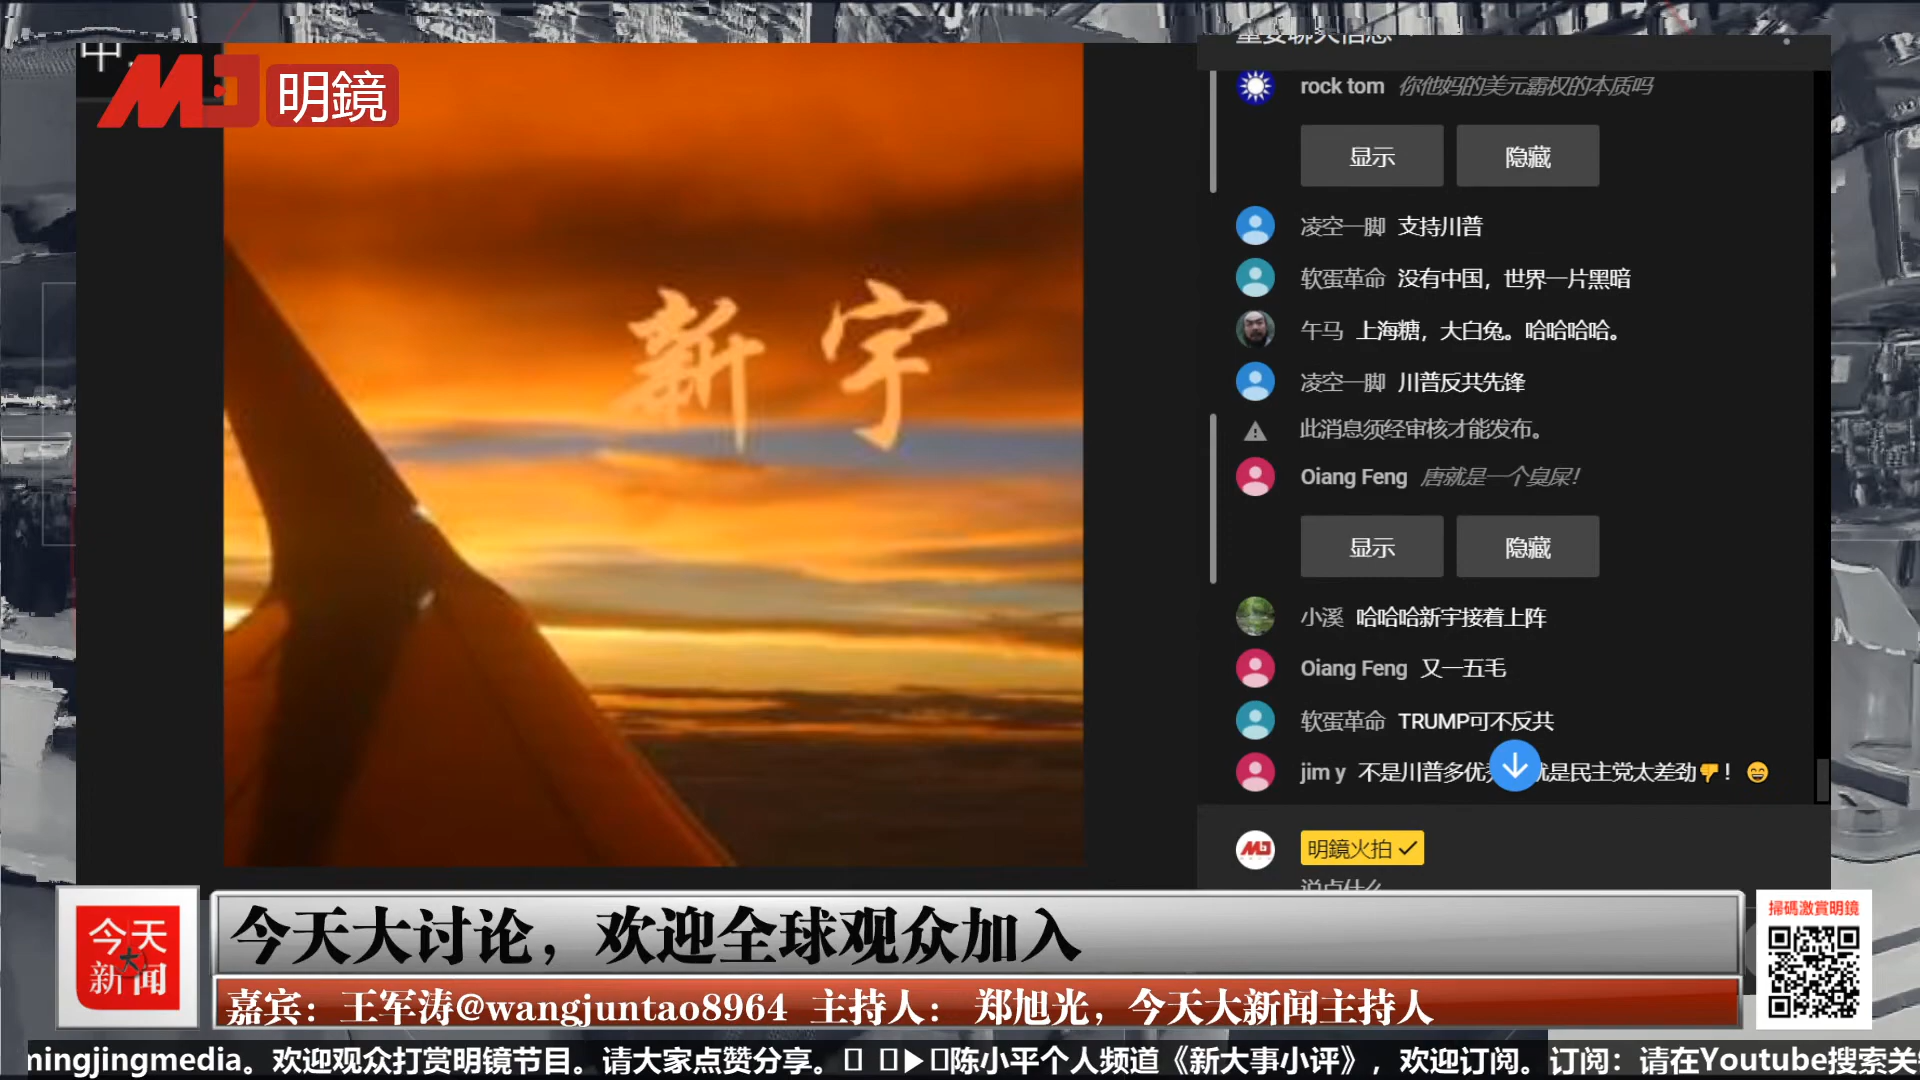 明鏡
新宇
rock tom 你他妈的美元霸权的本质吗
显示 隐藏
凌空一脚 支持川普
软蛋革命 没有中国，世界一片黑暗
午马 上海糖，大白兔。哈哈哈哈。
凌空一脚 川普反共先锋
此消息须经审核才能发布。
Oiang Feng 唐就是一个臭屎！
显示 隐藏
小溪 哈哈哈新宇接着上阵
Oiang Feng 又一五毛
软蛋革命 TRUMP可不反共
jim y 不是川普多优 就是民主党太差劲👎！ 😄
明鏡火拍
说点什么
今天大新闻
今天大讨论，欢迎全球观众加入
嘉宾：王军涛@wangjuntao8964 主持人： 郑旭光，今天大新闻主持人
掃碼激賞明鏡
mingjingmedia。欢迎观众打赏明镜节目。请大家点赞分享。 ▶陈小平个人频道《新大事小评》，欢迎订阅。订阅：请在Youtube搜索关